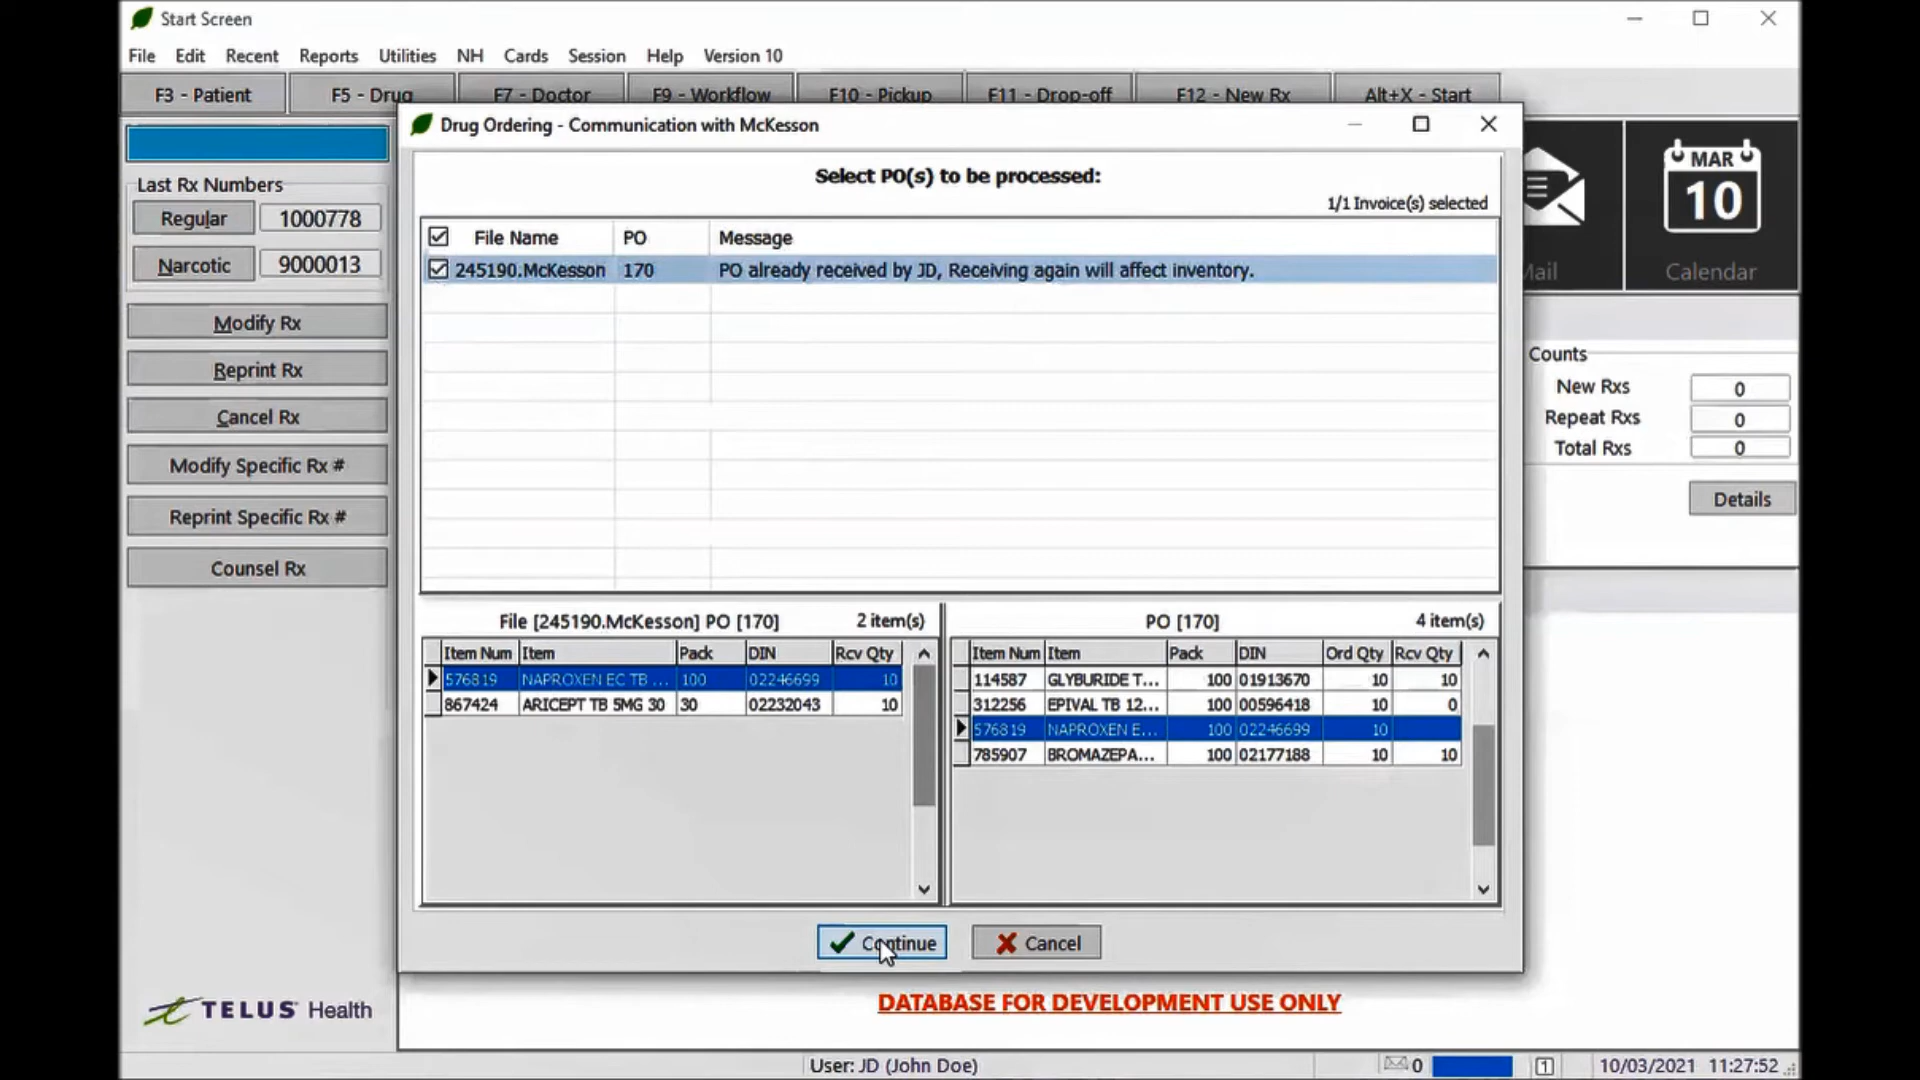 Start Screen
File Edit Recent Reports Utilities NH Cards Session Help Version 10
F3 - Patient F5 - Drug F7 - Doctor F9 - Workflow F10 - Pickup F11 - Drop-off F12 - New Rx Alt+X - Start
Drug Ordering - Communication with McKesson
Select PO(s) to be processed:
1/1 Invoice(s) selected
File Name PO Message
245190.McKesson 170 PO already received by JD, Receiving again will affect inventory.
Last Rx Numbers
Regular 1000778
Narcotic 9000013
Modify Rx
Reprint Rx
Cancel Rx
Modify Specific Rx #
Reprint Specific Rx #
Counsel Rx
MAR
10
Mail Calendar
Counts
New Rxs 0
Repeat Rxs 0
Total Rxs 0
Details
File [245190.McKesson] PO [170] 2 item(s)
Item Num Item Pack DIN Rcv Qty
576819 NAPROXEN EC TB ... 100 02246699 10
867424 ARICEPT TB 5MG 30 30 02232043 10
PO [170] 4 item(s)
Item Num Item Pack DIN Ord Qty Rcv Qty
114587 GLYBURIDE T... 100 01913670 10 10
312256 EPIVAL TB 12... 100 00596418 10 0
576819 NAPROXEN E... 100 02246699 10
785907 BROMAZEPA... 100 02177188 10 10
Continue Cancel
TELUS Health
DATABASE FOR DEVELOPMENT USE ONLY
User: JD (John Doe) 0 1 10/03/2021 11:27:52